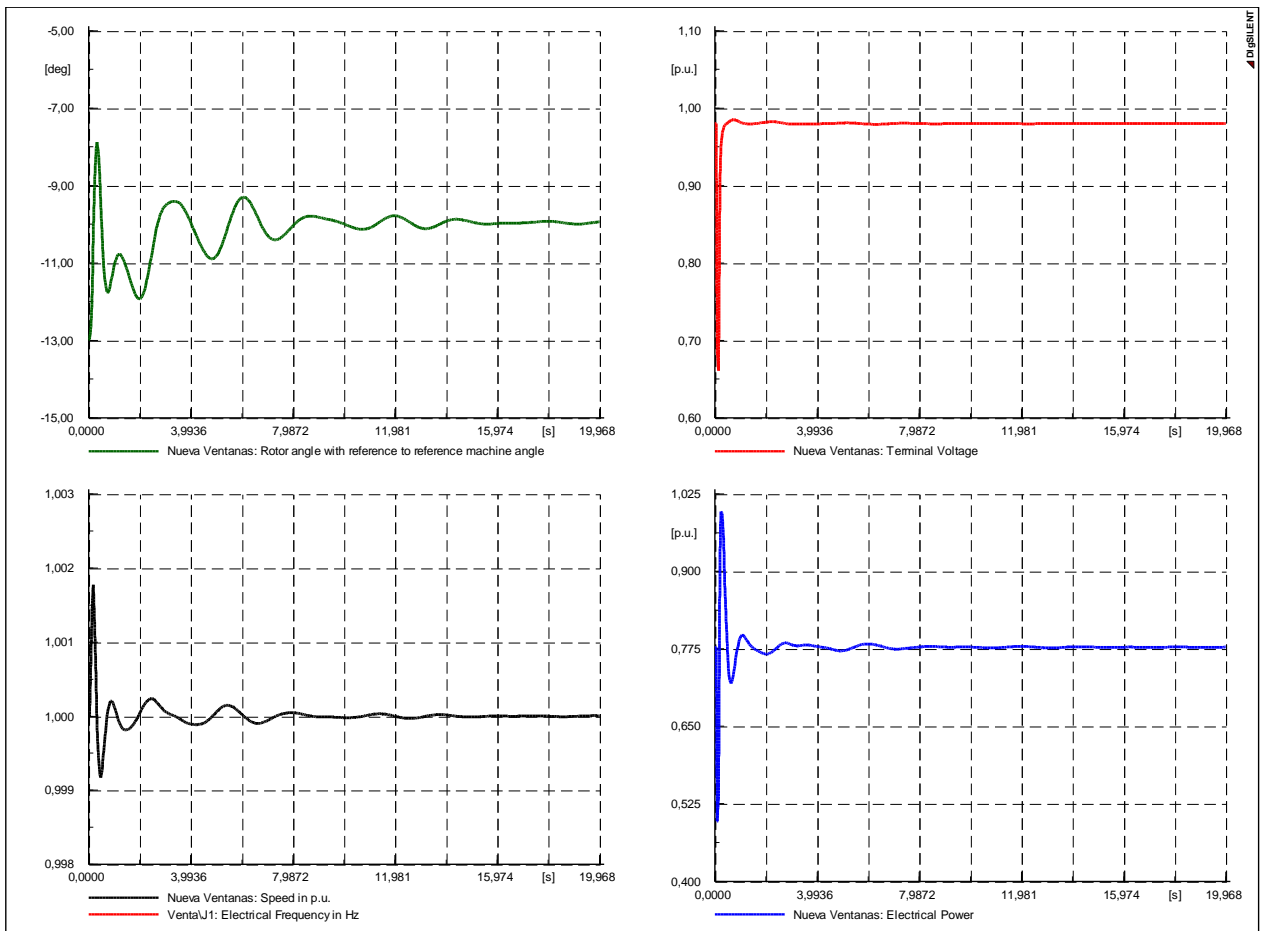 DIgSILENT
-5,00
[deg]
-7,00
-9,00
-11,00
-13,00
-15,00
0,0000 3,9936 7,9872 11,981 15,974 [s] 19,968
Nueva Ventanas: Rotor angle with reference to reference machine angle
1,10
[p.u.]
1,00
0,90
0,80
0,70
0,60
0,0000 3,9936 7,9872 11,981 15,974 [s] 19,968
Nueva Ventanas: Terminal Voltage
1,003
1,002
1,001
1,000
0,999
0,998
0,0000 3,9936 7,9872 11,981 15,974 [s] 19,968
Nueva Ventanas: Speed in p.u.
Venta\J1: Electrical Frequency in Hz
1,025
[p.u.]
0,900
0,775
0,650
0,525
0,400
0,0000 3,9936 7,9872 11,981 15,974 [s] 19,968
Nueva Ventanas: Electrical Power